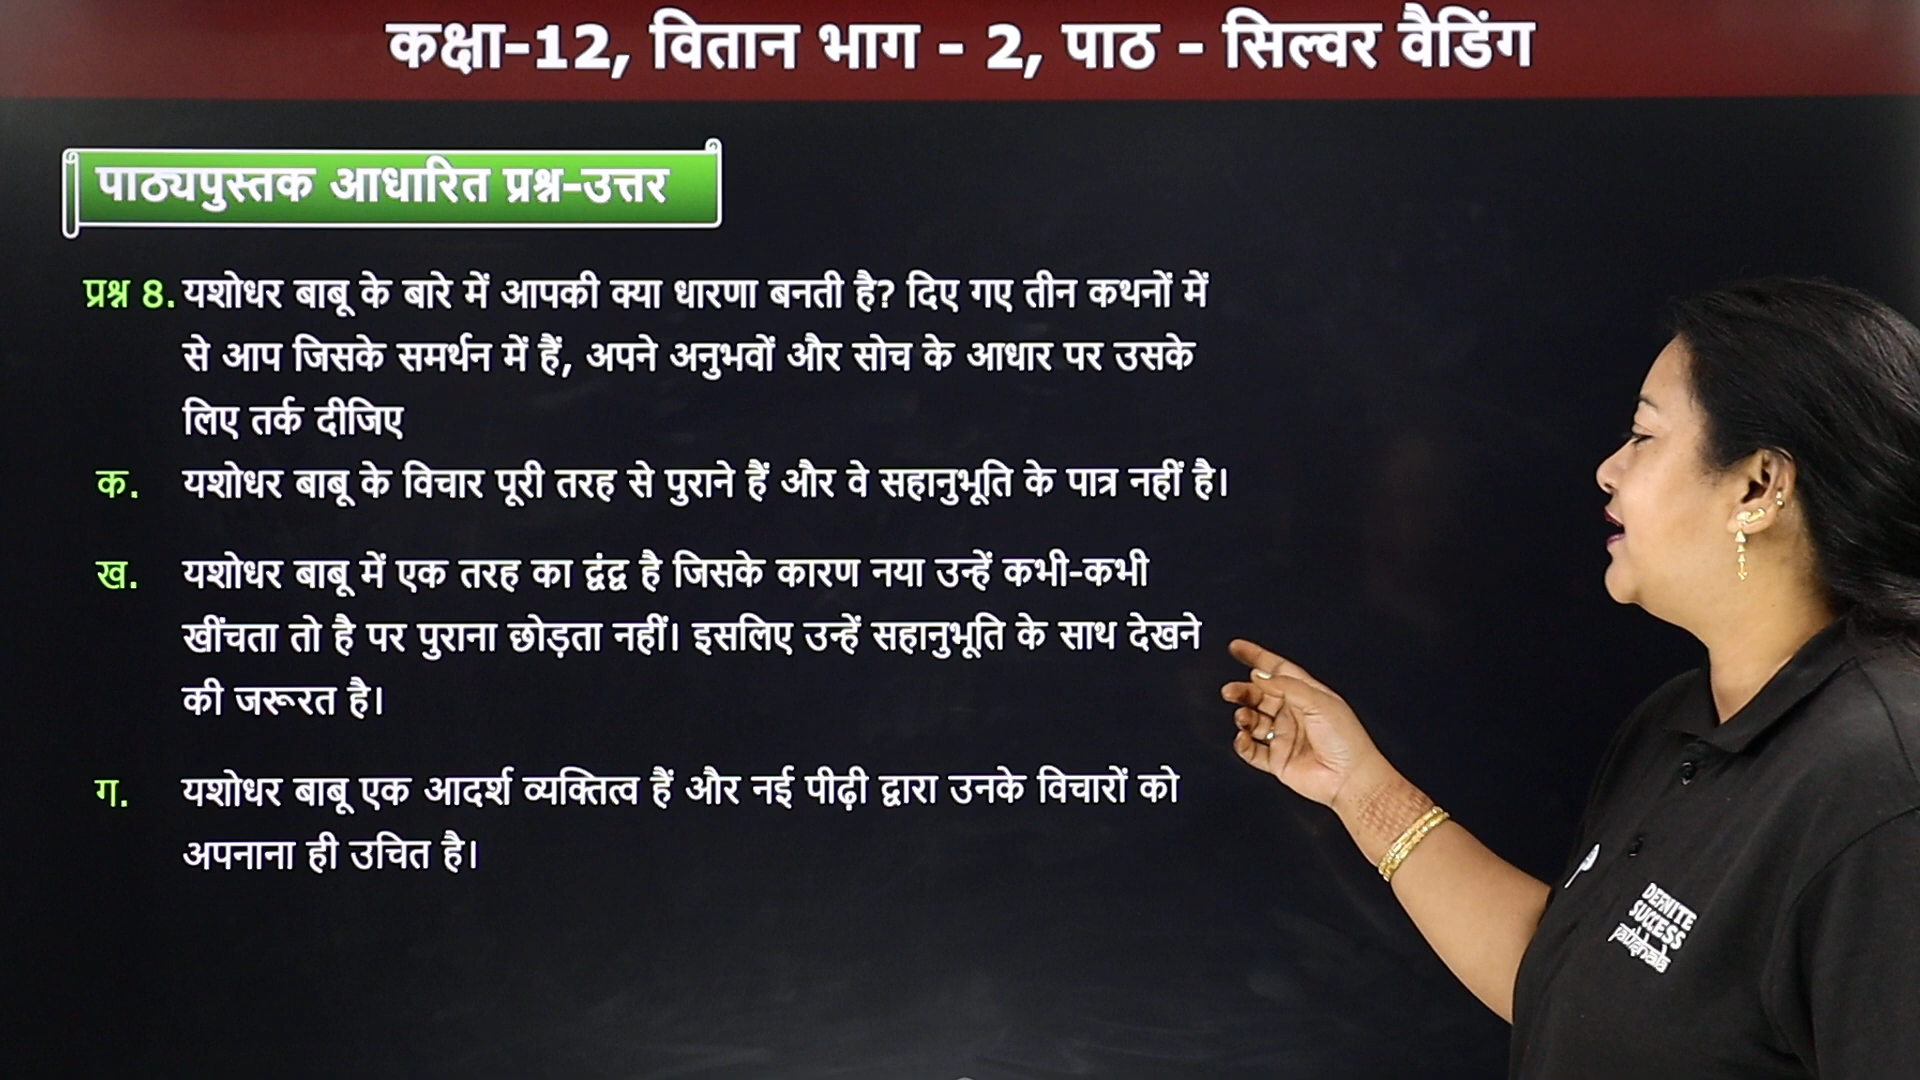 कक्षा-12, वितान भाग - 2, पाठ - सिल्वर वैडिंग
पाठ्यपुस्तक आधारित प्रश्न-उत्तर
प्रश्न 8. यशोधर बाबू के बारे में आपकी क्या धारणा बनती है? दिए गए तीन कथनों में
से आप जिसके समर्थन में हैं, अपने अनुभवों और सोच के आधार पर उसके
लिए तर्क दीजिए
क. यशोधर बाबू के विचार पूरी तरह से पुराने हैं और वे सहानुभूति के पात्र नहीं है।
ख. यशोधर बाबू में एक तरह का द्वंद्व है जिसके कारण नया उन्हें कभी-कभी
खींचता तो है पर पुराना छोड़ता नहीं। इसलिए उन्हें सहानुभूति के साथ देखने
की जरूरत है।
ग. यशोधर बाबू एक आदर्श व्यक्तित्व हैं और नई पीढ़ी द्वारा उनके विचारों को
अपनाना ही उचित है।
DEFINITE
SUCCESS
pathshala